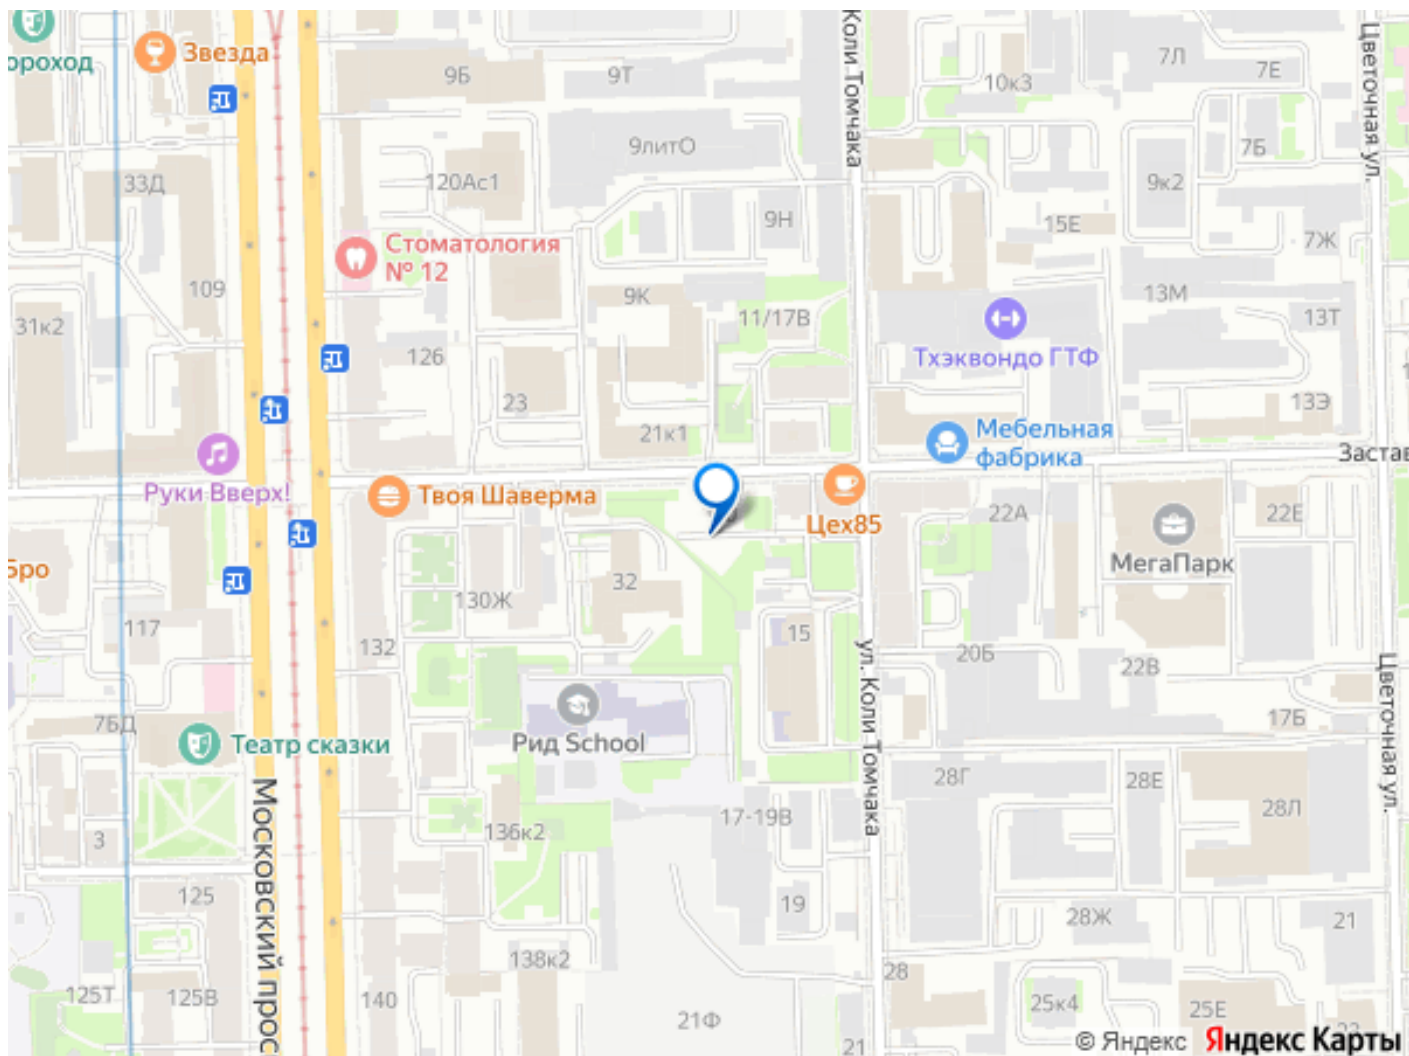 ороход
Звезда
9Б
9Т
Коли Томчака
10к3
7Л
7Е
Цветочная ул.
33Д
120Ас1
9литО
7Б
9к2
9Н
15Е
7Ж
Стоматология
№ 12
109
9К
11/17В
13М
13Т
31к2
126
Тхэквондо ГТФ
23
21к1
13Э
Мебельная
фабрика
Застав
Руки Вверх!
Твоя Шаверма
Цех85
22А
22Е
МегаПарк
Бро
32
130Ж
117
132
15
ул. Коли Томчака
20Б
22В
Цветочная ул.
17Б
7БД
Театр сказки
Рид School
28Г
28Е
28Л
Московский прос
136к2
17-19В
3
125
19
28Ж
21
138к2
28
125Т
125В
140
21Ф
25к4
25Е
21
23
© Яндекс
Яндекс Карты